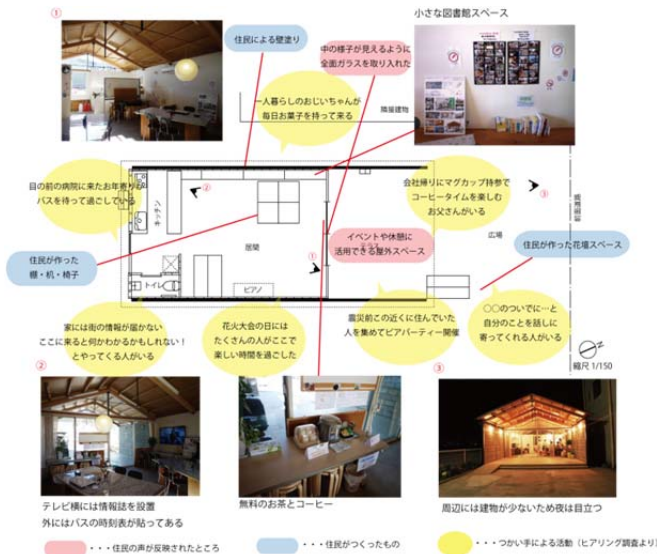 ①
住民による壁塗り
中の様子が見えるように
全面ガラスを取り入れた
小さな図書館スペース
一人暮らしのおじいちゃんが
毎日お菓子を持って来る
隣接建物
目の前の病院に来たお年寄りが
バスを待って過ごしている
キッチン
②
会社帰りにマグカップ持参で
コーヒータイムを楽しむ
お父さんがいる
③
前面道路
広場
居間
イベントや休憩に
活用できる屋外スペース
①
住民が作った花壇スペース
住民が作った
棚・机・椅子
トイレ
ピアノ
家には街の情報が届かない
ここに来ると何かわかるかもしれない!
とやってくる人がいる
花火大会の日には
たくさんの人がここで
楽しい時間を過ごした
震災前この近くに住んでいた
人を集めてビアパーティー開催
○○のついでに…と
自分のことを話しに
寄ってくれる人がいる
縮尺 1/150
②
③
テレビ横には情報誌を設置
外にはバスの時刻表が貼ってある
無料のお茶とコーヒー
周辺には建物が少ないため夜は目立つ
・・・住民の声が反映されたところ
・・・住民がつくったもの
・・・つかい手による活動（ヒアリング調査より）